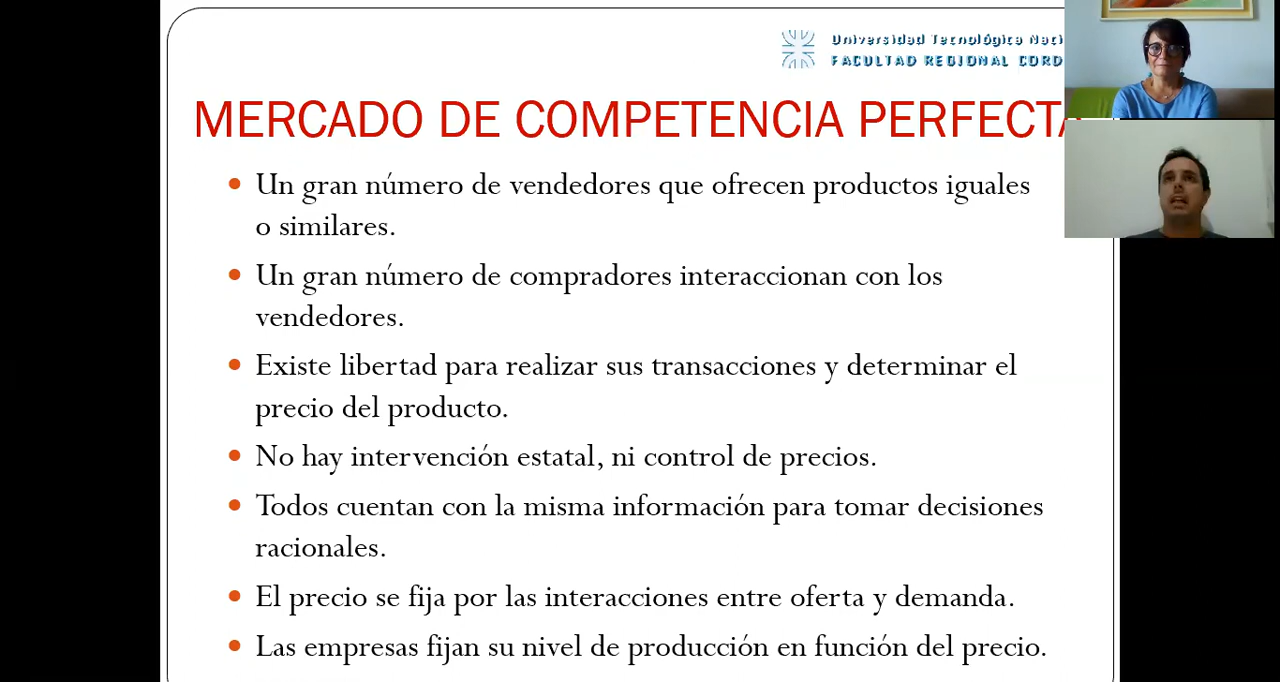 Universidad Tecnológica
FACULTAD REGIONAL
MERCADO DE COMPETENCIA
Un gran número de vendedores que ofrecen productos iguales
o similares.
Un gran número de compradores interaccionan con los
vendedores.
Existe libertad para realizar sus transacciones y determinar el
precio del producto.
No hay intervención estatal, ni control de precios.
Todos cuentan con la misma información para tomar decisiones
racionales.
El precio se fija por las interacciones entre oferta y demanda.
Las empresas fijan su nivel de producción en función del precio.